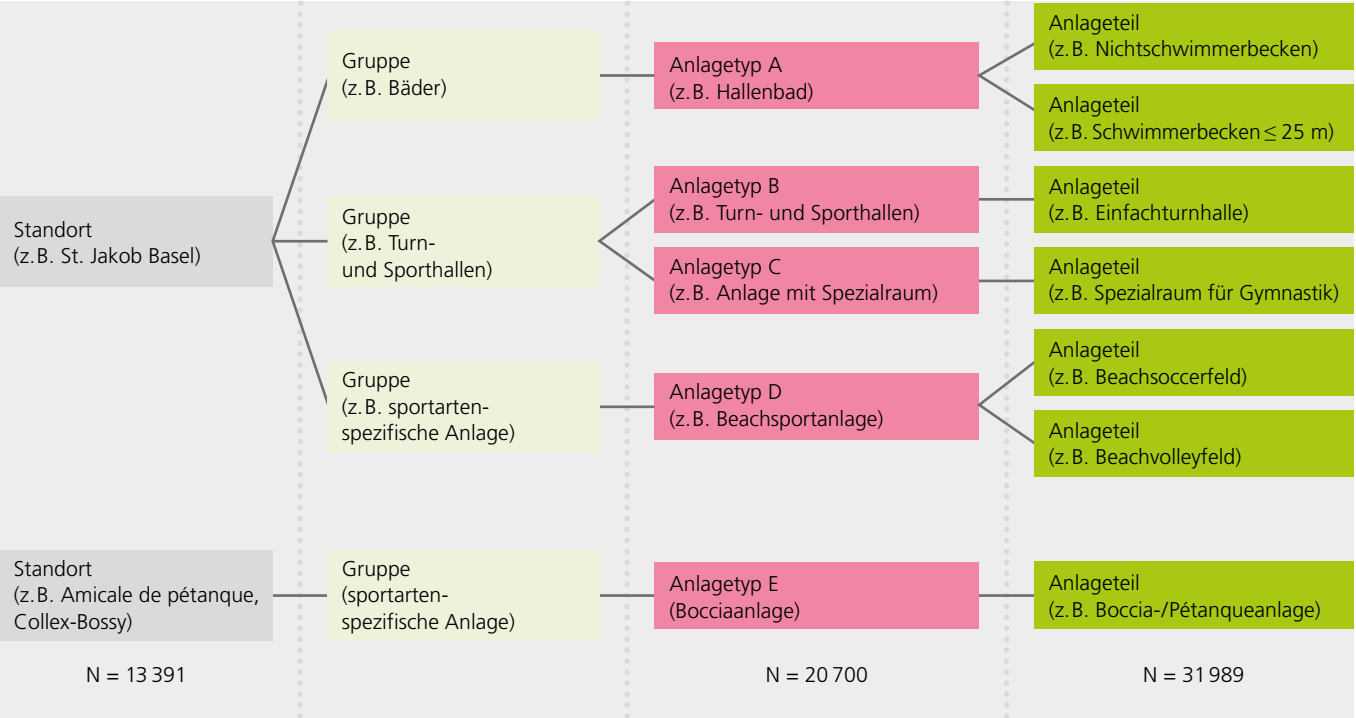 Standort
(z.B. St. Jakob Basel)
Gruppe
(z.B. Bäder)
Anlagetyp A
(z.B. Hallenbad)
Anlageteil
(z.B. Nichtschwimmerbecken)
Anlageteil
(z.B. Schwimmerbecken ≤ 25 m)
Gruppe
(z.B. Turn-
und Sporthallen)
Anlagetyp B
(z.B. Turn- und Sporthallen)
Anlageteil
(z.B. Einfachturnhalle)
Anlagetyp C
(z.B. Anlage mit Spezialraum)
Anlageteil
(z.B. Spezialraum für Gymnastik)
Gruppe
(z.B. sportarten-
spezifische Anlage)
Anlagetyp D
(z.B. Beachsportanlage)
Anlageteil
(z.B. Beachsoccerfeld)
Anlageteil
(z.B. Beachvolleyfeld)
Standort
(z.B. Amicale de pétanque,
Collex-Bossy)
Gruppe
(sportarten-
spezifische Anlage)
Anlagetyp E
(Bocciaanlage)
Anlageteil
(z.B. Boccia-/Pétanqueanlage)
N = 13 391
N = 20 700
N = 31 989